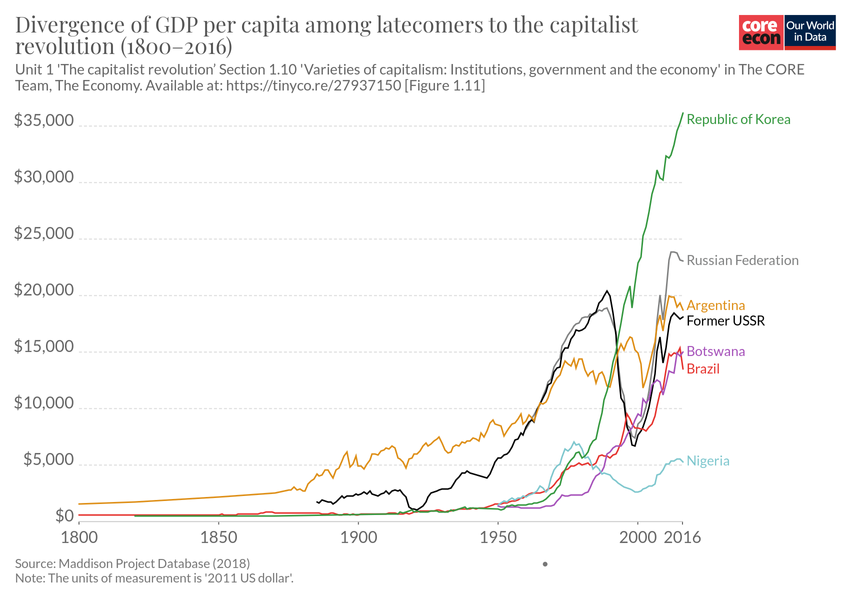 Divergence of GDP per capita among latecomers to the capitalist
revolution (1800–2016)
core
econ
Our World
in Data
Unit 1 'The capitalist revolution' Section 1.10 'Varieties of capitalism: Institutions, government and the economy' in The CORE
Team, The Economy. Available at: https://tinyco.re/27937150 [Figure 1.11]
$35,000
$30,000
$25,000
$20,000
$15,000
$10,000
$5,000
$0
Republic of Korea
Russian Federation
Argentina
Former USSR
Botswana
Brazil
Nigeria
1800
1850
1900
1950
2000
2016
Source: Maddison Project Database (2018)
Note: The units of measurement is '2011 US dollar'.